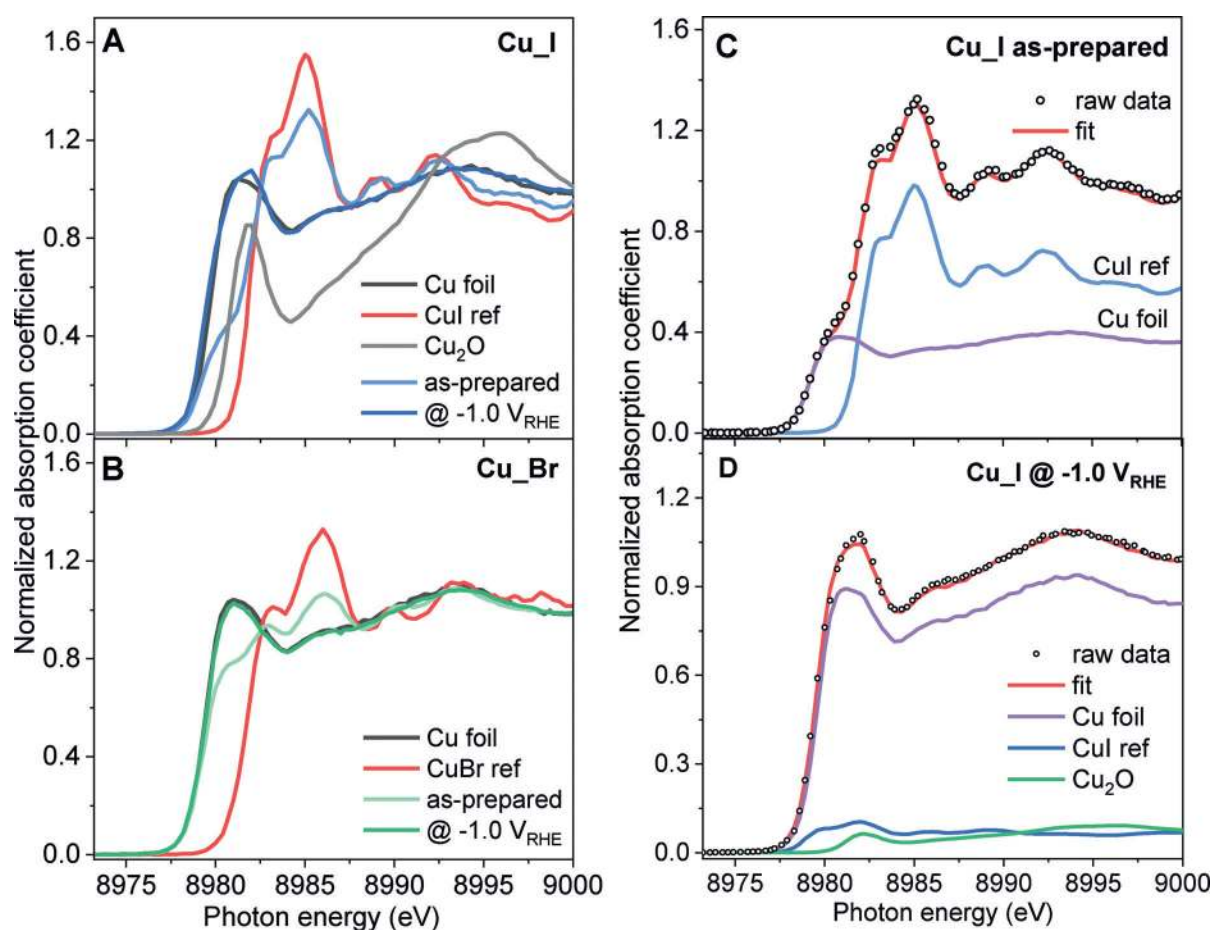 A
Cu_I
1.6
1.2
0.8
0.4
0.0
Cu foil
CuI ref
Cu₂O
as-prepared
@ -1.0 V_RHE
B
Cu_Br
1.6
1.2
0.8
0.4
0.0
Cu foil
CuBr ref
as-prepared
@ -1.0 V_RHE
8975 8980 8985 8990 8995 9000
Photon energy (eV)
Normalized absorption coefficient
C
Cu_I as-prepared
1.6
1.2
0.8
0.4
0.0
raw data
fit
CuI ref
Cu foil
D
Cu_I @ -1.0 V_RHE
1.2
0.9
0.6
0.3
0.0
raw data
fit
Cu foil
CuI ref
Cu₂O
8975 8980 8985 8990 8995 9000
Photon energy (eV)
Normalized absorption coefficient